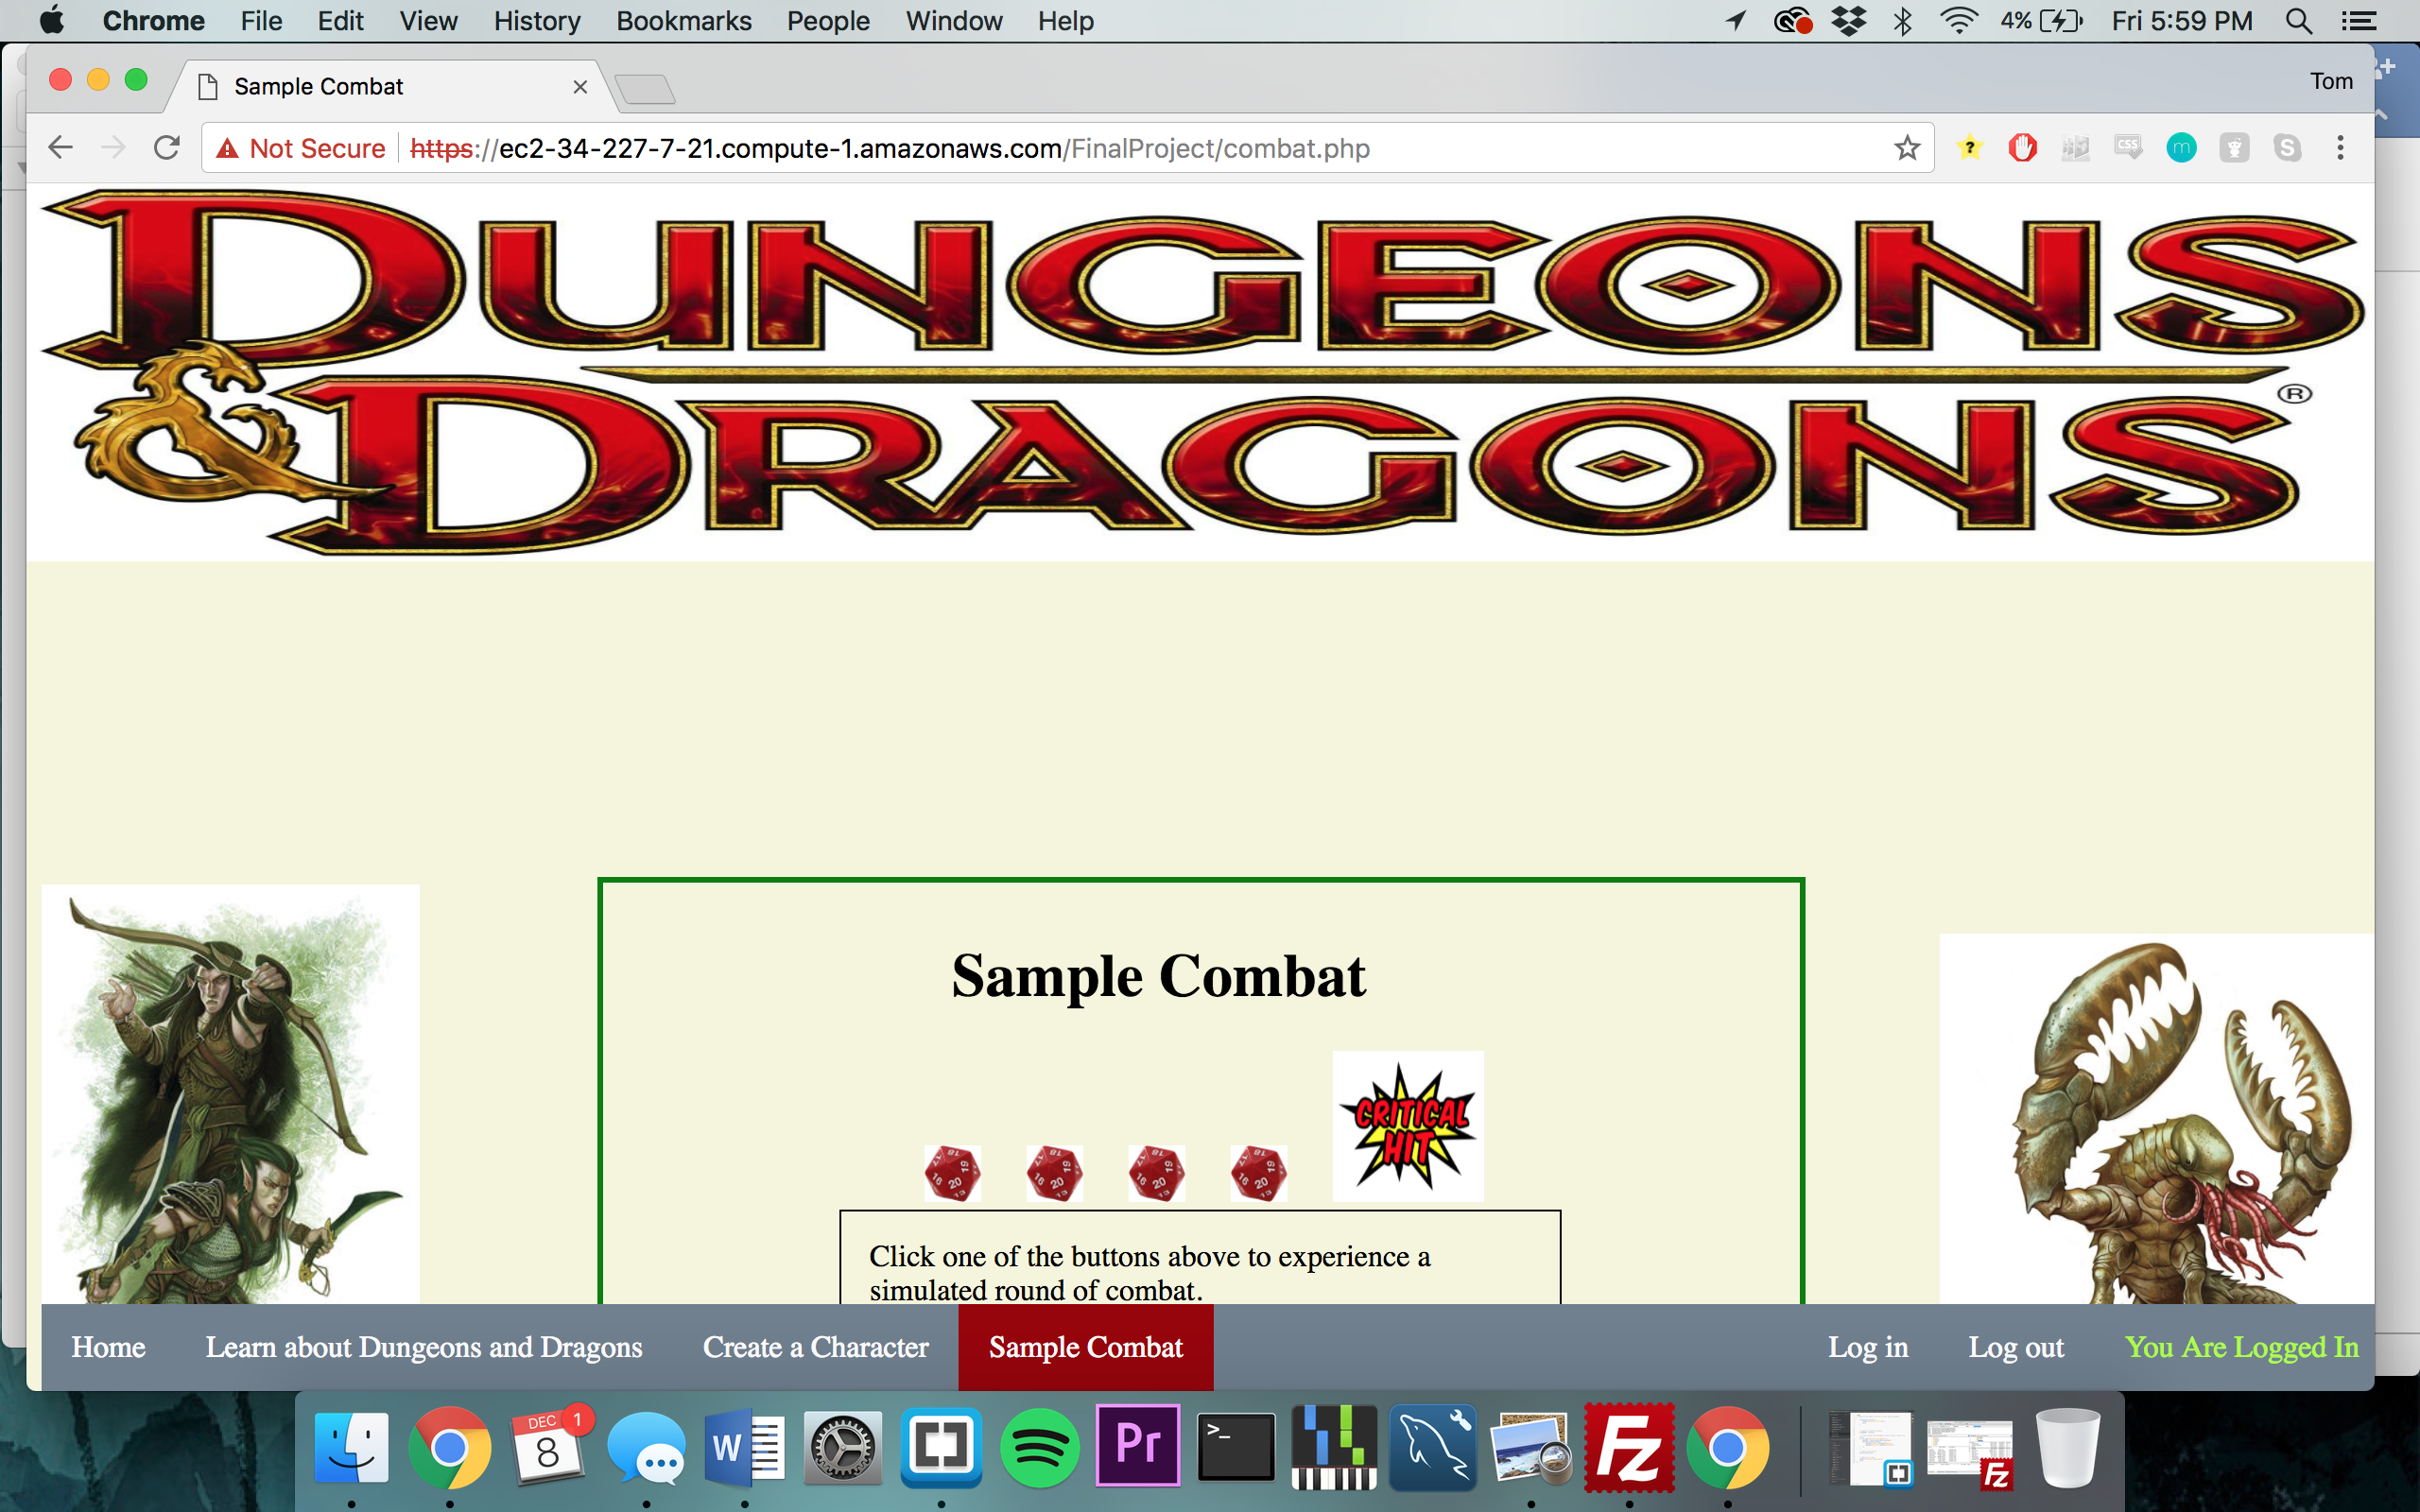 Chrome File Edit View History Bookmarks People Window Help 4% Fri 5:59 PM
Sample Combat Tom
Not Secure https://ec2-34-227-7-21.compute-1.amazonaws.com/FinalProject/combat.php
DUNGEONS
& DRAGONS®
Sample Combat
CRITICAL
HIT
Click one of the buttons above to experience a
simulated round of combat.
Home Learn about Dungeons and Dragons Create a Character Sample Combat Log in Log out You Are Logged In
DEC 1
8
W Pr >_ Fz